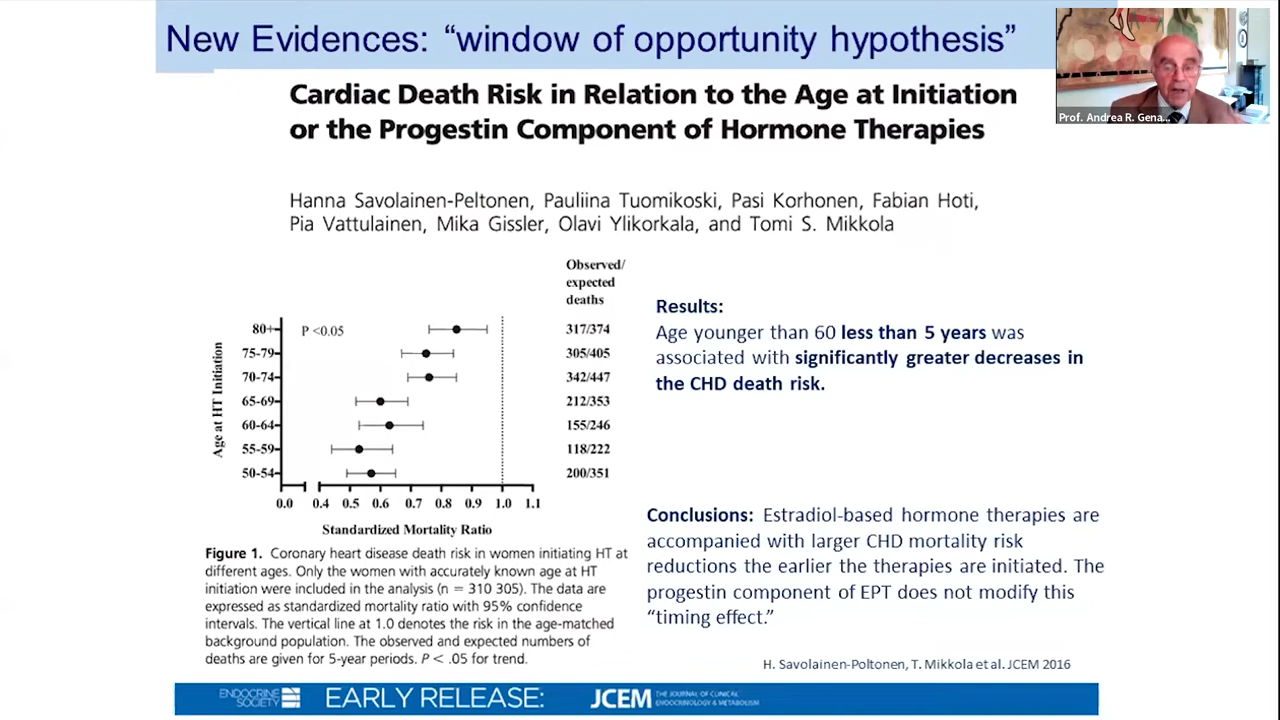 New Evidences: “window of opportunity hypothesis”
Prof. Andrea R. Gena...
Cardiac Death Risk in Relation to the Age at Initiation
or the Progestin Component of Hormone Therapies
Hanna Savolainen-Peltonen, Pauliina Tuomikoski, Pasi Korhonen, Fabian Hoti,
Pia Vattulainen, Mika Gissler, Olavi Ylikorkala, and Tomi S. Mikkola
Observed/
expected
deaths
P <0.05
80+ 317/374
75-79 305/405
70-74 342/447
65-69 212/353
60-64 155/246
55-59 118/222
50-54 200/351
Age at HT Initiation
0.0 0.4 0.5 0.6 0.7 0.8 0.9 1.0 1.1
Standardized Mortality Ratio
Figure 1. Coronary heart disease death risk in women initiating HT at
different ages. Only the women with accurately known age at HT
initiation were included in the analysis (n = 310 305). The data are
expressed as standardized mortality ratio with 95% confidence
intervals. The vertical line at 1.0 denotes the risk in the age-matched
background population. The observed and expected numbers of
deaths are given for 5-year periods. P < .05 for trend.
Results:
Age younger than 60 less than 5 years was
associated with significantly greater decreases in
the CHD death risk.
Conclusions: Estradiol-based hormone therapies are
accompanied with larger CHD mortality risk
reductions the earlier the therapies are initiated. The
progestin component of EPT does not modify this
“timing effect.”
H. Savolainen-Poltonen, T. Mikkola et al. JCEM 2016
ENDOCRINE
SOCIETY
EARLY RELEASE:
JCEM
THE JOURNAL OF CLINICAL
ENDOCRINOLOGY & METABOLISM